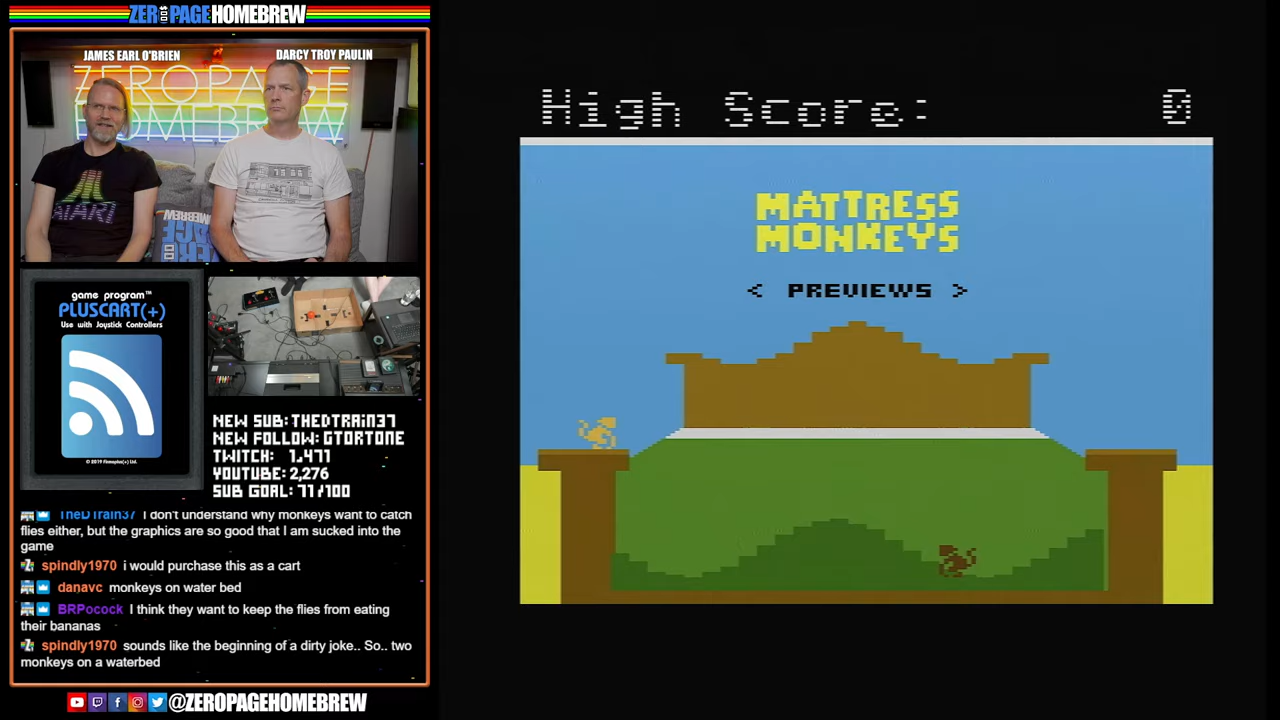 ZEROPAGE HOMEBREW
JAMES EARL O'BRIEN
DARCY TROY PAULIN
ZEROPAGE
HOMEBREW
ATARI
game program™
PLUSCART(+)
Use with Joystick Controllers
© 2019 Firmaplus(+) Ltd.
NEW SUB: THEDTRAIN37
NEW FOLLOW: GTORTONE
TWITCH: 1,471
YOUTUBE: 2,276
SUB GOAL: 71/100
TheDTrain37 I don't understand why monkeys want to catch
flies either, but the graphics are so good that I am sucked into the
game
spindly1970 i would purchase this as a cart
danavc monkeys on water bed
BRPocock I think they want to keep the flies from eating
their bananas
spindly1970 sounds like the beginning of a dirty joke.. So.. two
monkeys on a waterbed
@ZEROPAGEHOMEBREW
High Score: 0
MATTRESS
MONKEYS
< PREVIEWS >